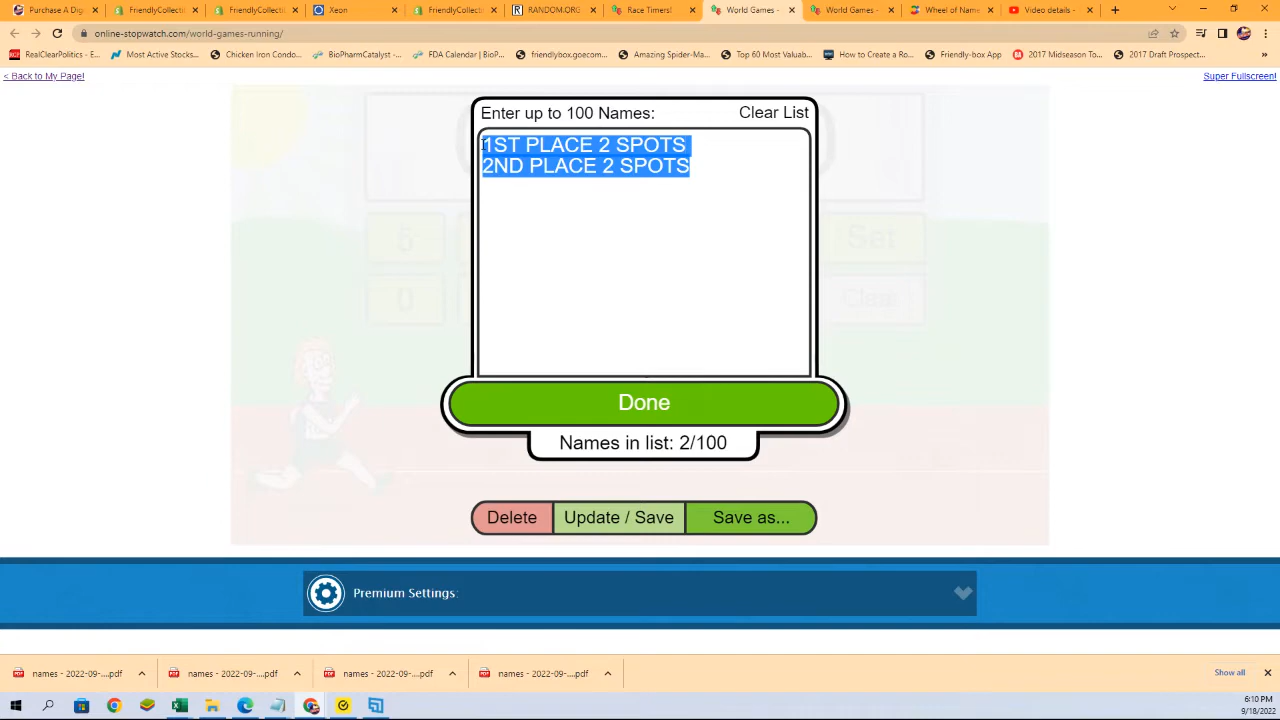 Purchase A Dig
FriendlyCollecti
FriendlyCollecti
Xeon
FriendlyCollecti
RANDOM.ORG
Race Timers!
World Games -
World Games -
Wheel of Name
Video details -
online-stopwatch.com/world-games-running/
RealClearPolitics - E...
Most Active Stocks...
Chicken Iron Condo...
BioPharmCatalyst -...
FDA Calendar | BioP...
friendlybox.goecom...
Amazing Spider-Ma...
Top 60 Most Valuab...
How to Create a Ro...
Friendly-box App
2017 Midseason To...
2017 Draft Prospect...
< Back to My Page!
Super Fullscreen!
Enter up to 100 Names:
Clear List
1ST PLACE 2 SPOTS
2ND PLACE 2 SPOTS
5
Set
0
Clear
Done
Names in list: 2/100
Delete
Update / Save
Save as...
Premium Settings:
names - 2022-09-....pdf
names - 2022-09-....pdf
names - 2022-09-....pdf
names - 2022-09-....pdf
Show all
6:10 PM
9/18/2022